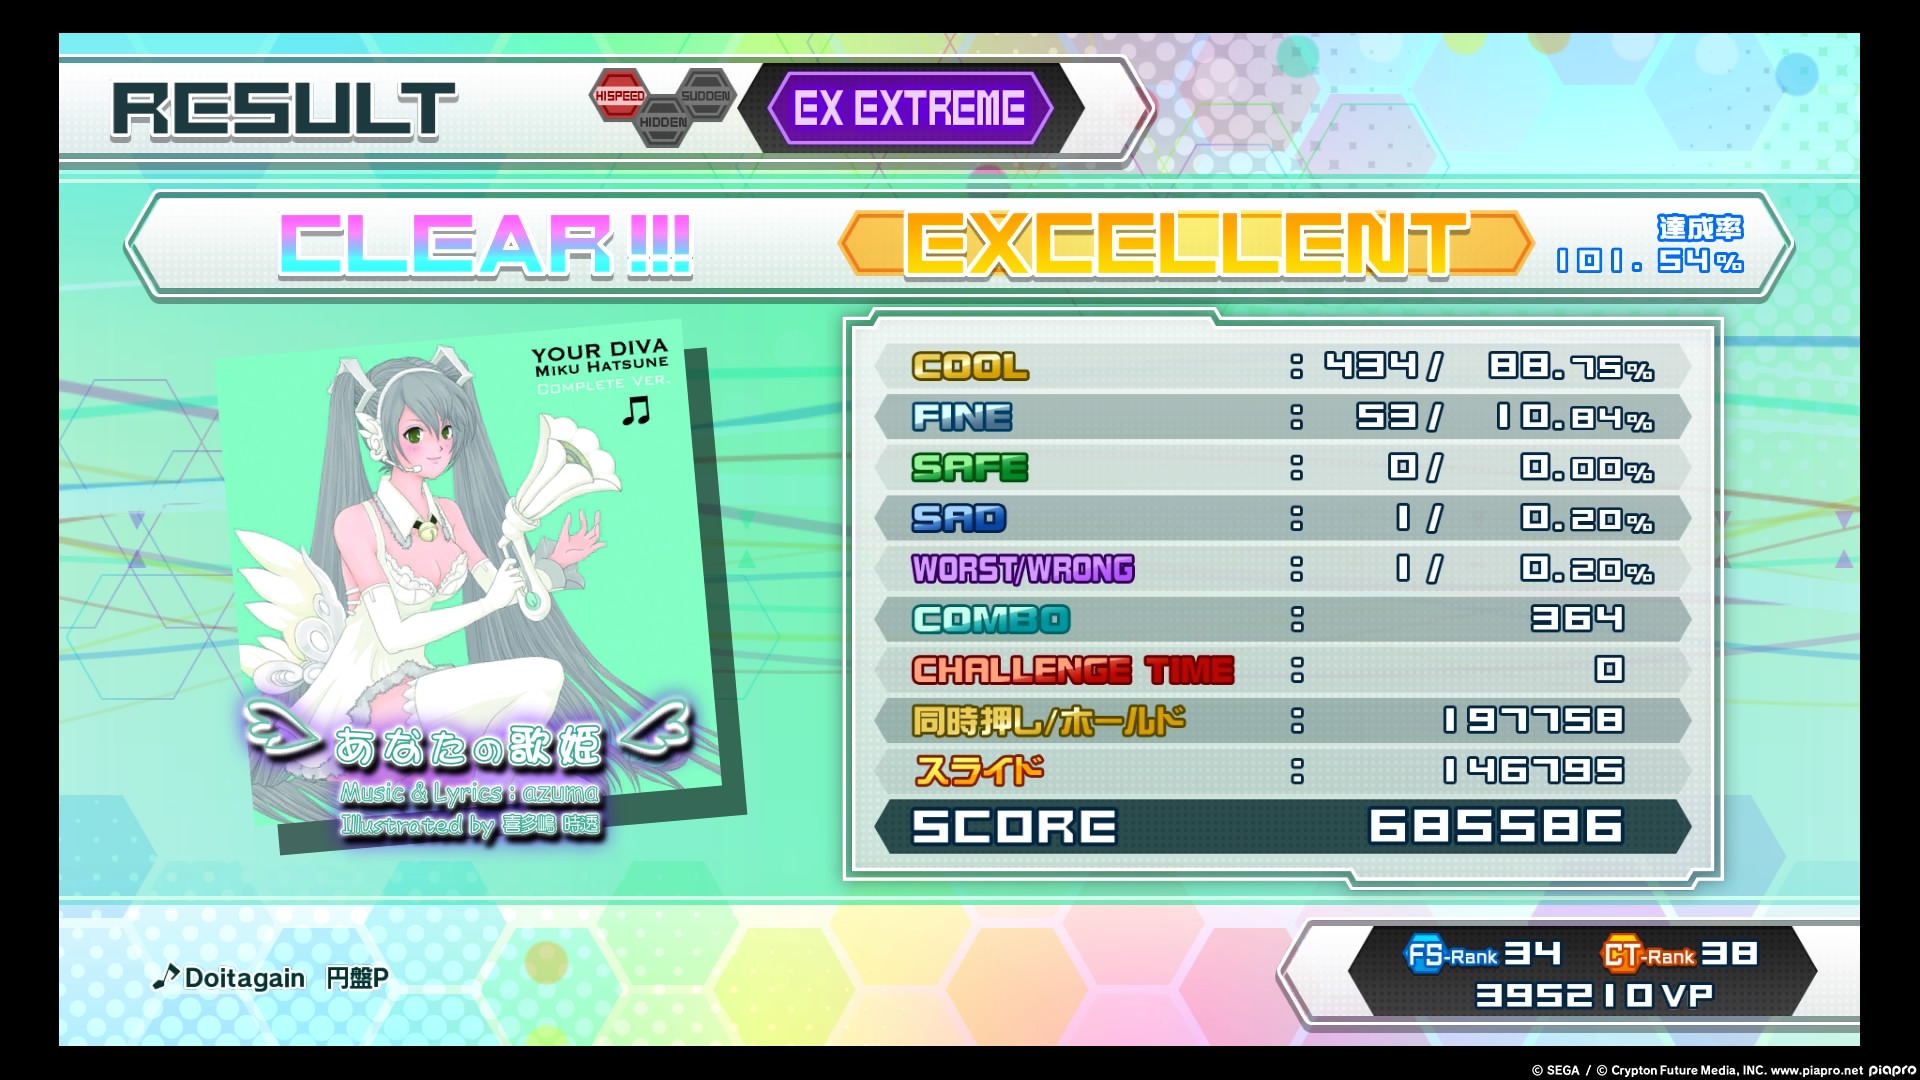 RESULT
HISPEED
SUDDEN
HIDDEN
EX EXTREME
CLEAR!!!
EXCELLENT
達成率
101.54%
YOUR DIVA
MIKU HATSUNE
COMPLETE VER.
あなたの歌姫
Music & Lyrics : azuma
Illustrated by 喜多嶋 時透
COOL : 434/ 88.75%
FINE : 53/ 10.84%
SAFE : 0/ 0.00%
SAD : 1/ 0.20%
WORST/WRONG : 1/ 0.20%
COMBO : 364
CHALLENGE TIME : 0
同時押し/ホールド : 197758
スライド : 146795
SCORE 685586
♪Doitagain 円盤P
FS-Rank 34 CT-Rank 38
395210VP
© SEGA / © Crypton Future Media, INC. www.piapro.net piapro